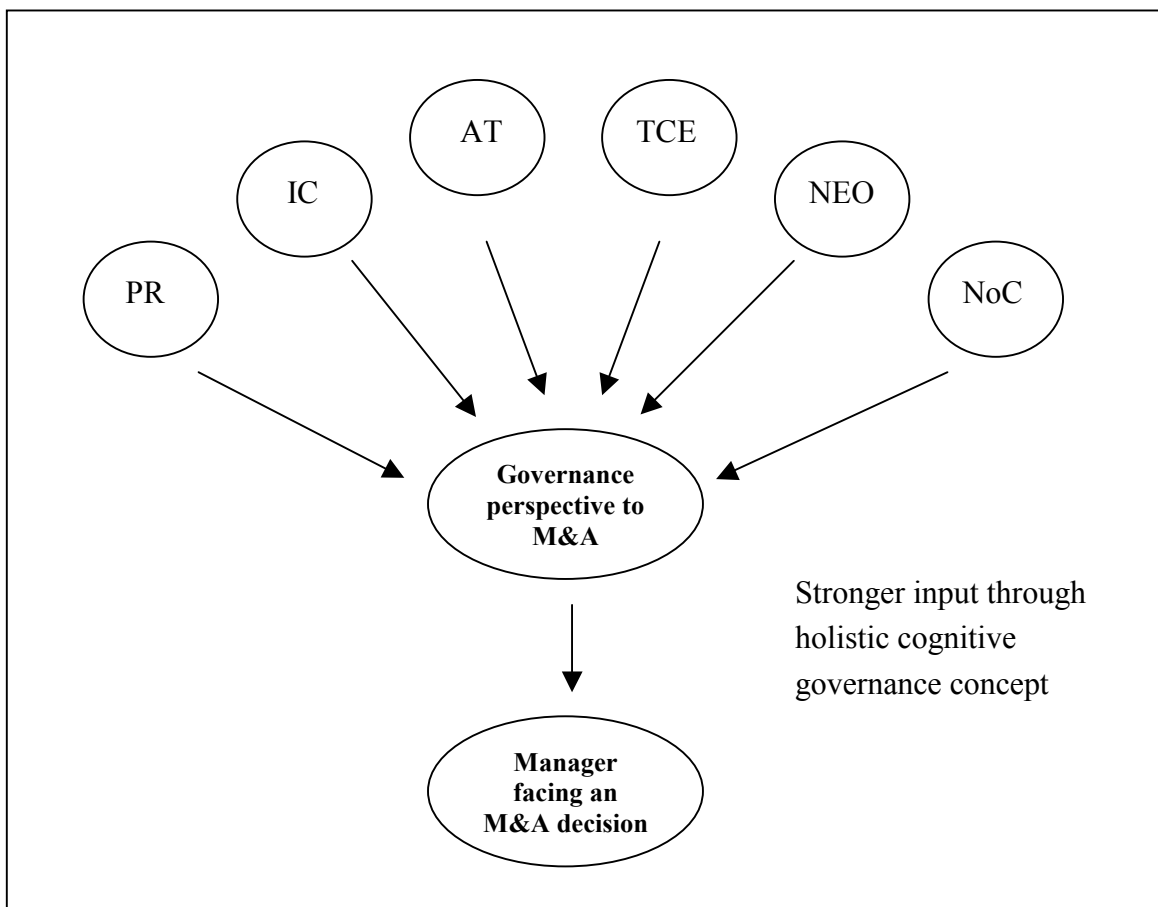 PR
IC
AT
TCE
NEO
NoC
Governance
perspective to
M&A
Stronger input through
holistic cognitive
governance concept
Manager
facing an
M&A decision